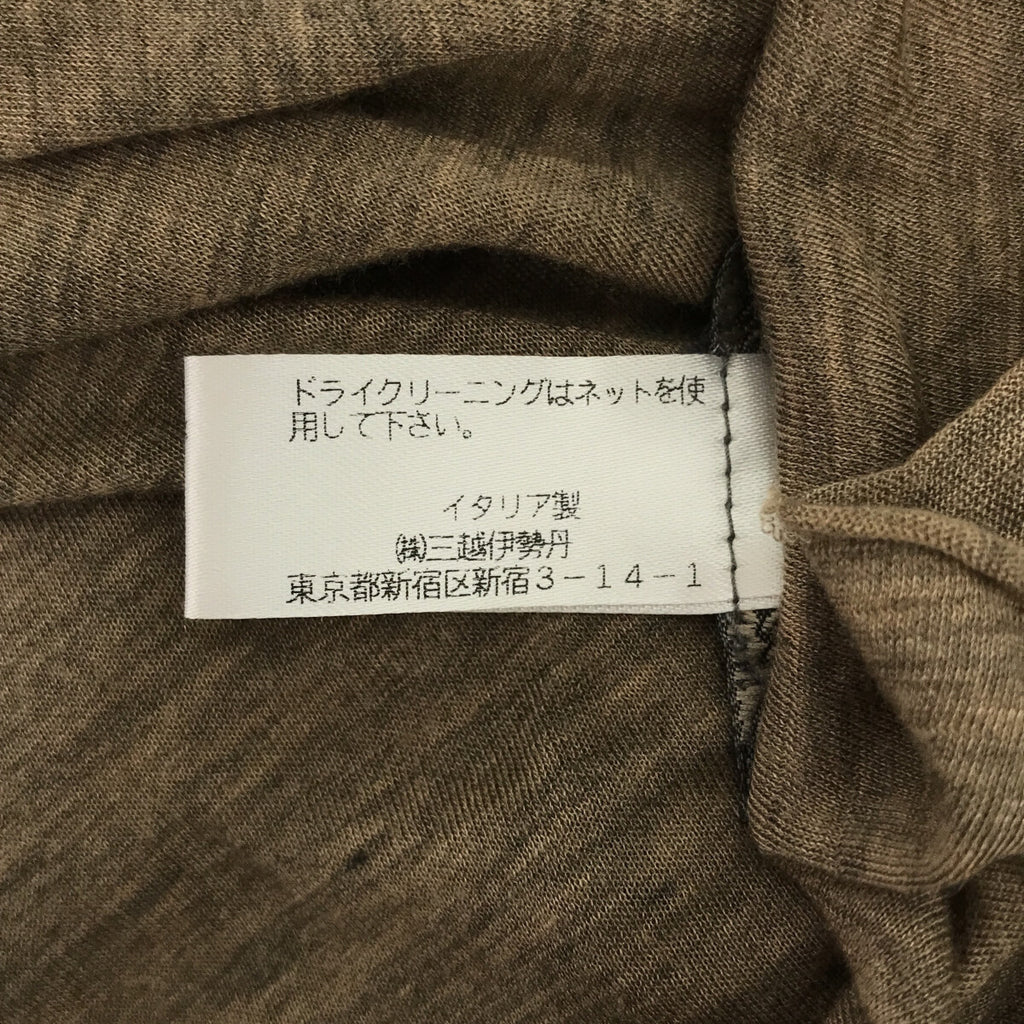 ドライクリーニングはネットを使
用して下さい。
イタリア製
㈱三越伊勢丹
東京都新宿区新宿３－１４－１